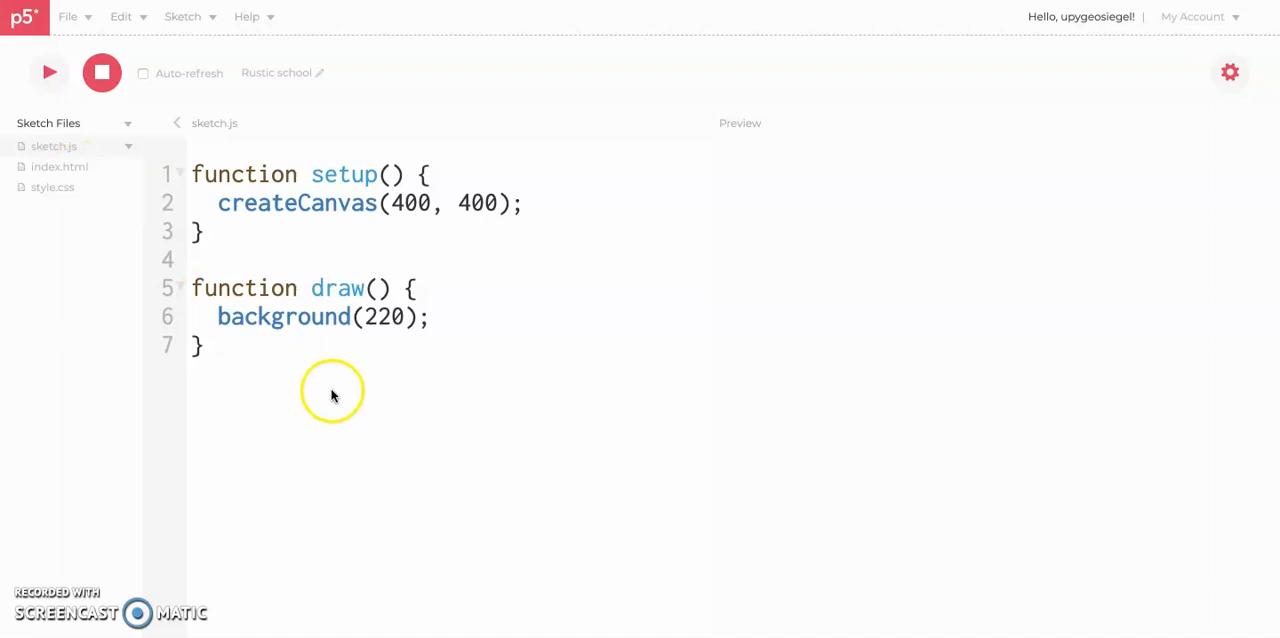 p5* File Edit Sketch Help Hello, upygeosiegel! | My Account
Auto-refresh Rustic school
Sketch Files sketch.js Preview
sketch.js
index.html
style.css
1 function setup() {
2 createCanvas(400, 400);
3 }
4
5 function draw() {
6 background(220);
7 }
RECORDED WITH
SCREENCAST MATIC